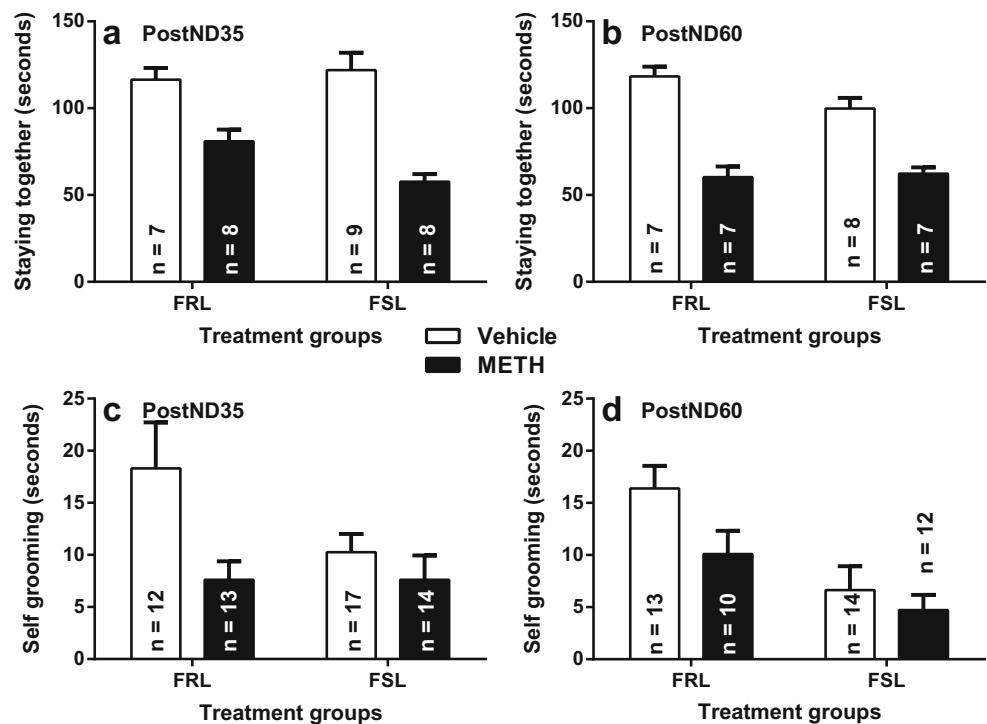 a PostND35
Staying together (seconds)
150
100
50
0
n = 7
n = 8
n = 9
n = 8
FRL
FSL
Treatment groups
b PostND60
Staying together (seconds)
150
100
50
0
n = 7
n = 7
n = 8
n = 7
FRL
FSL
Treatment groups
Vehicle
METH
c PostND35
Self grooming (seconds)
25
20
15
10
5
0
n = 12
n = 13
n = 17
n = 14
FRL
FSL
Treatment groups
d PostND60
Self grooming (seconds)
25
20
15
10
5
0
n = 13
n = 10
n = 14
n = 12
FRL
FSL
Treatment groups